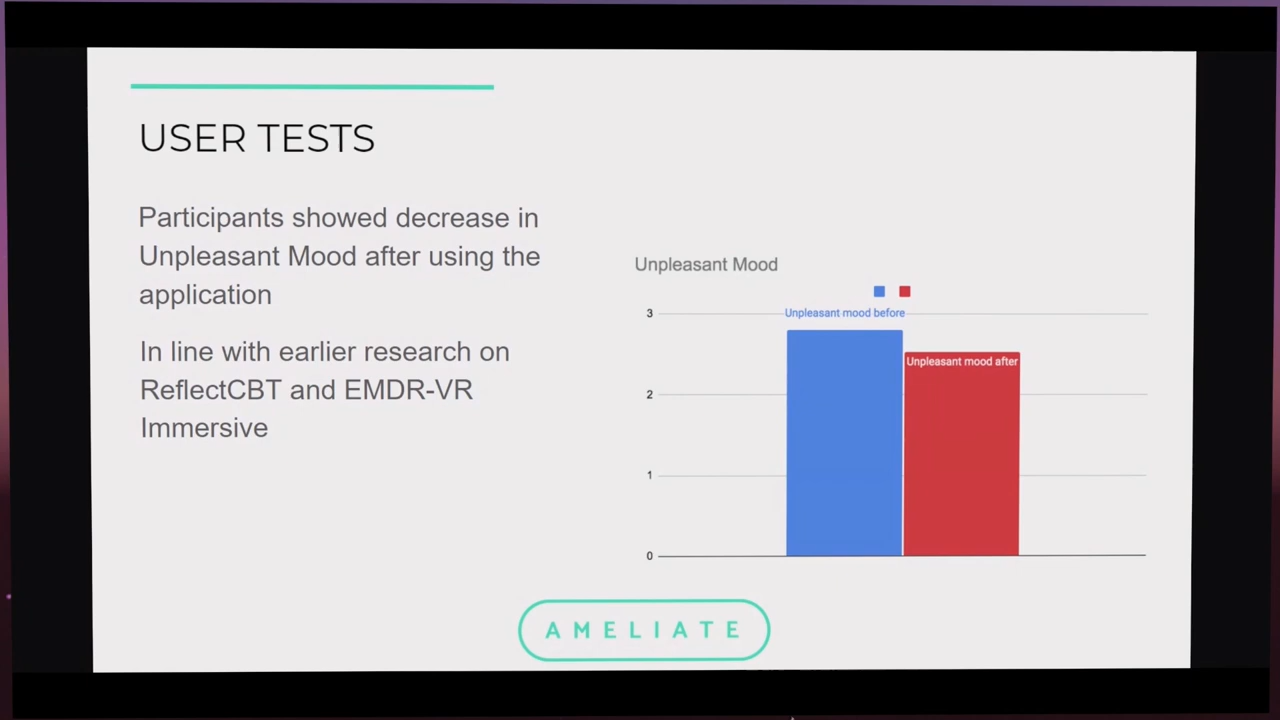 USER TESTS
Participants showed decrease in
Unpleasant Mood after using the
application
In line with earlier research on
ReflectCBT and EMDR-VR
Immersive
Unpleasant Mood
3
Unpleasant mood before
Unpleasant mood after
2
1
0
AMELIATE